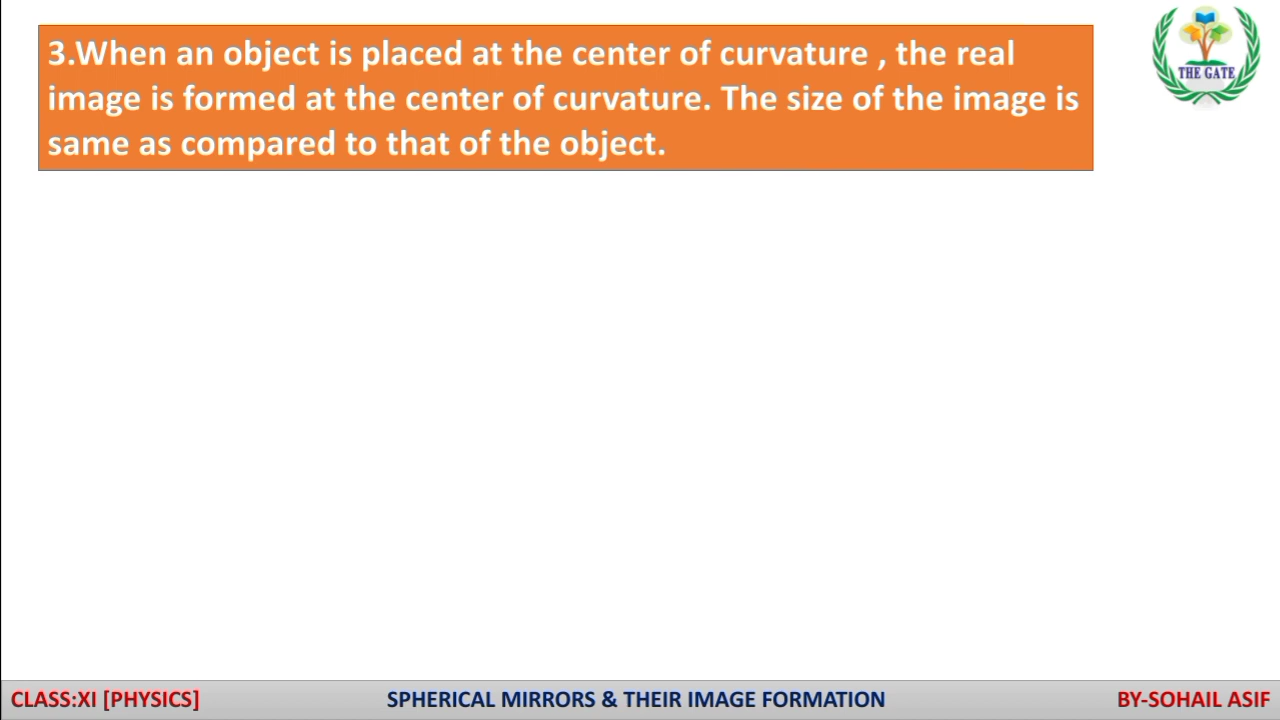 3.When an object is placed at the center of curvature , the real
image is formed at the center of curvature. The size of the image is
same as compared to that of the object.
THE GATE
CLASS:XI [PHYSICS]
SPHERICAL MIRRORS & THEIR IMAGE FORMATION
BY-SOHAIL ASIF